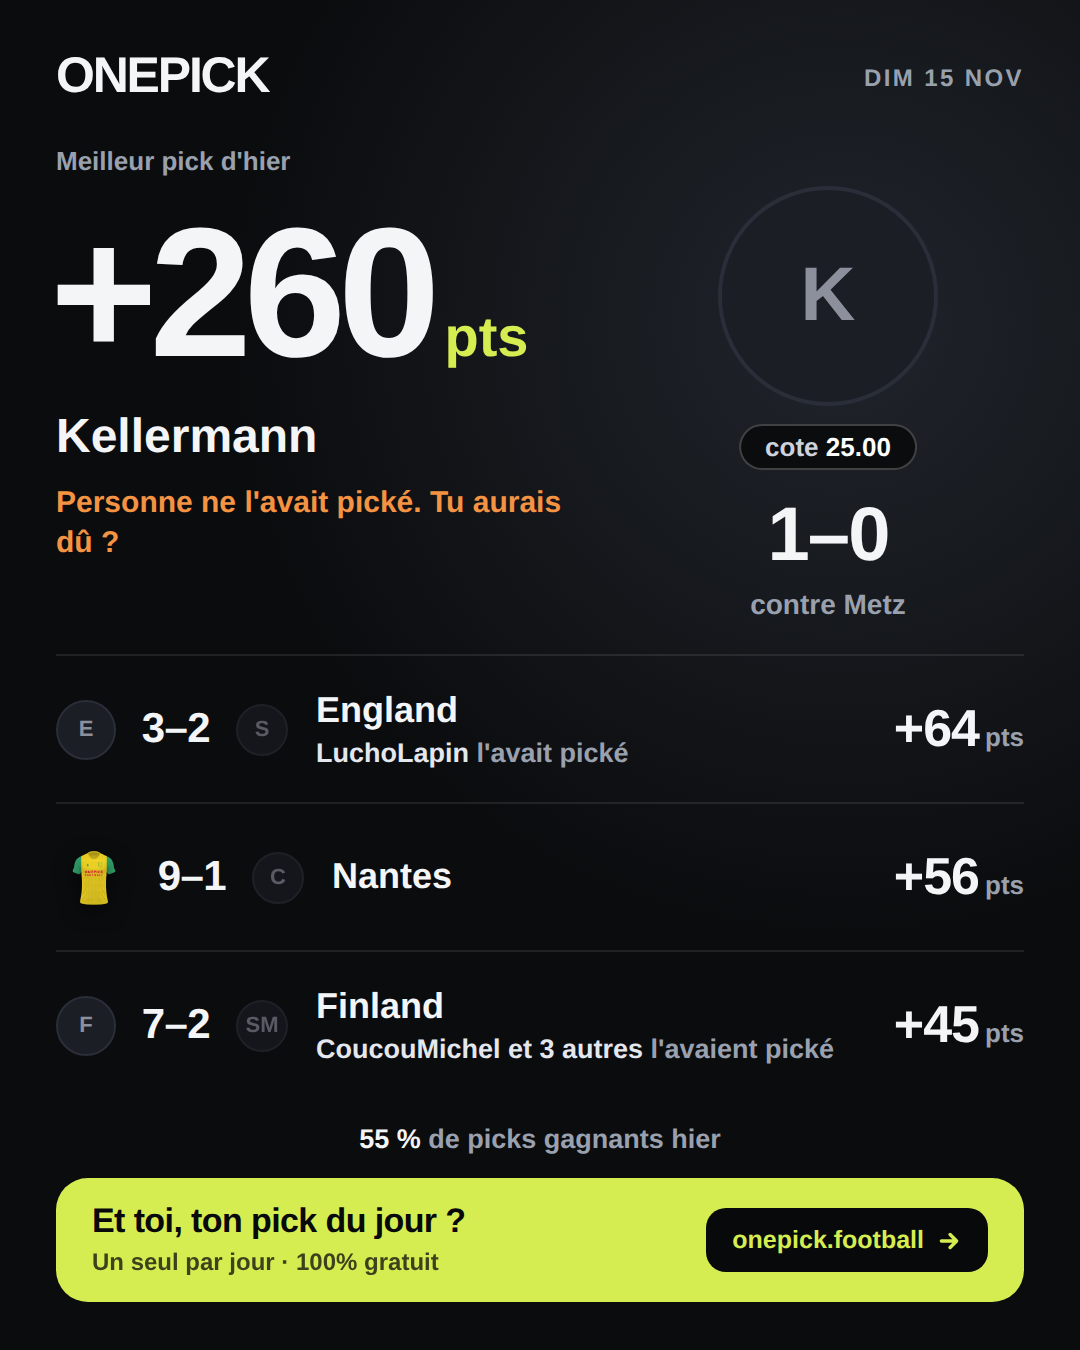 ONEPICK
DIM 15 NOV
Meilleur pick d'hier
+260 pts
K
cote 25.00
1–0
contre Metz
Kellermann
Personne ne l'avait pické. Tu aurais
dû ?
E 3–2 S England +64 pts
LuchoLapin l'avait pické
9–1 C Nantes +56 pts
F 7–2 SM Finland +45 pts
CoucouMichel et 3 autres l'avaient pické
55 % de picks gagnants hier
Et toi, ton pick du jour ?
Un seul par jour · 100% gratuit
onepick.football →